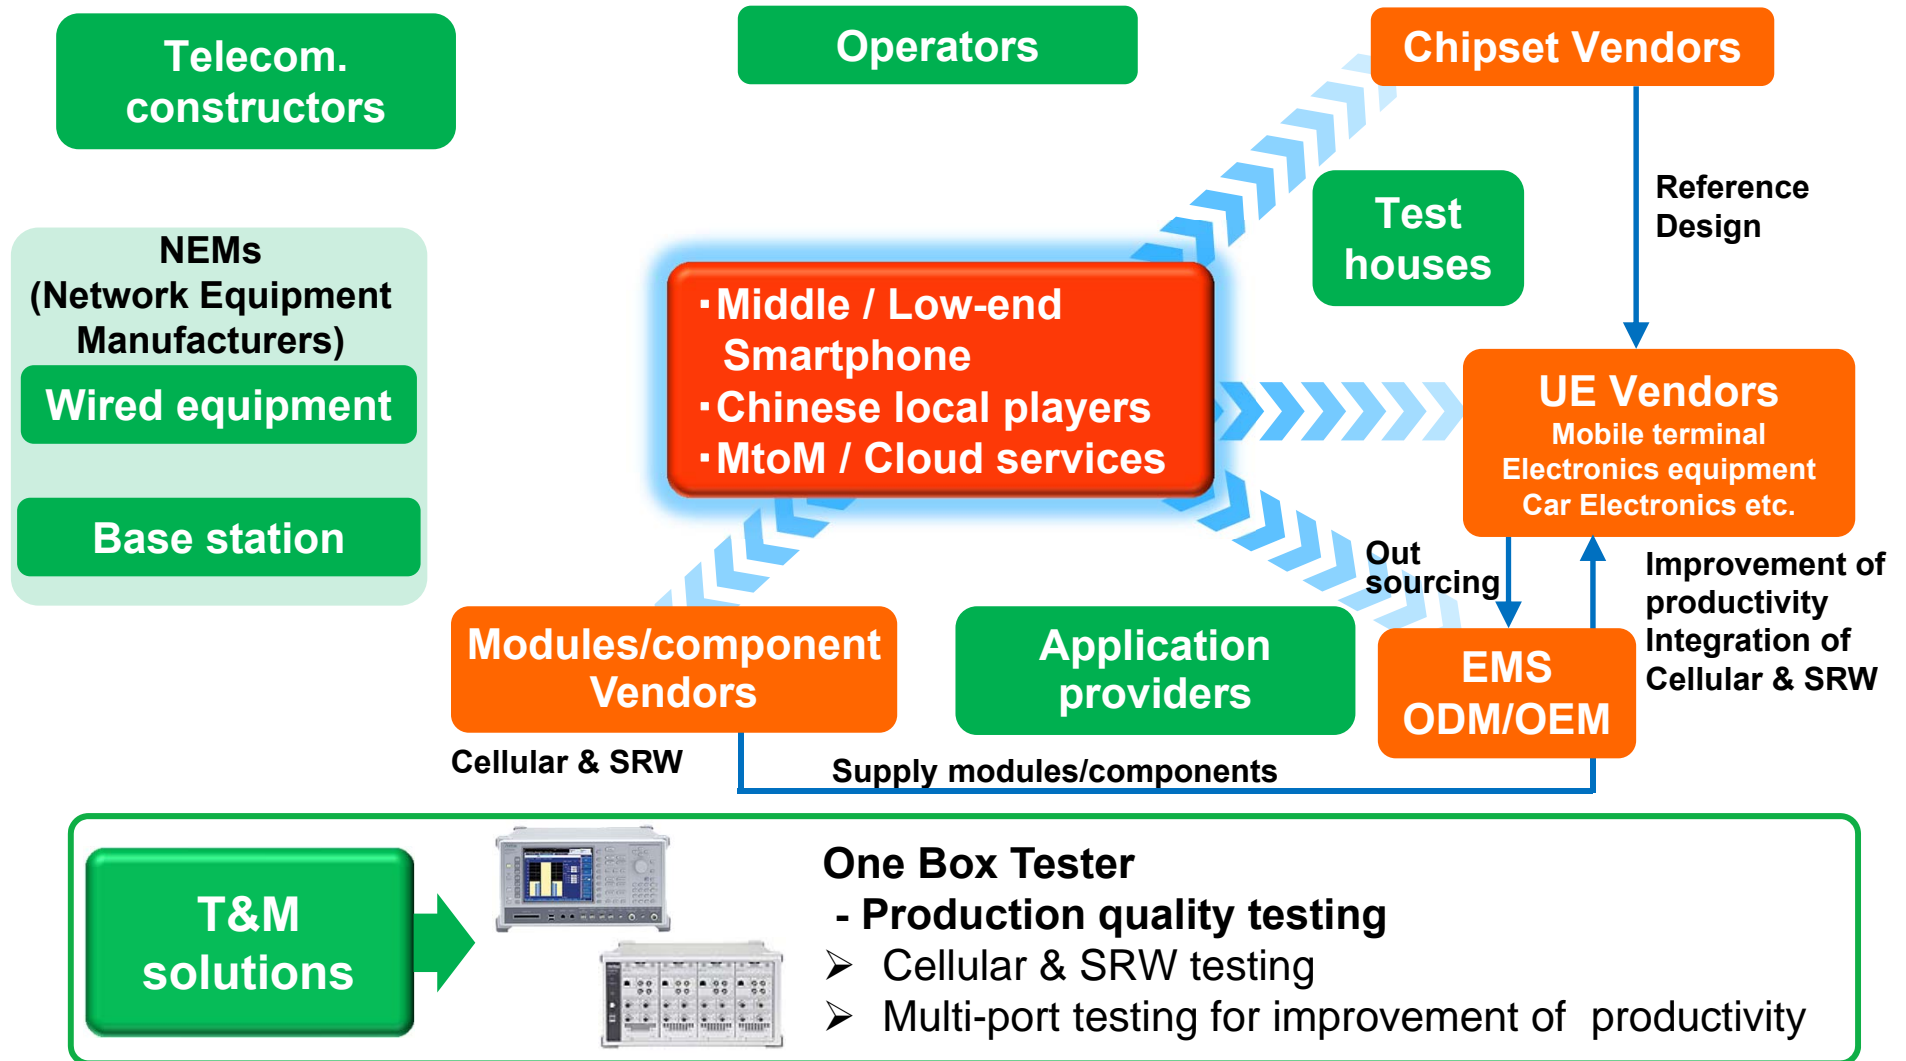 Telecom.
constructors
Operators
Chipset Vendors
Reference
Design
Test
houses
NEMs
(Network Equipment
Manufacturers)
Wired equipment
Base station
・Middle / Low-end
Smartphone
・Chinese local players
・MtoM / Cloud services
UE Vendors
Mobile terminal
Electronics equipment
Car Electronics etc.
Out
sourcing
Improvement of
productivity
Integration of
Cellular & SRW
Modules/component
Vendors
Application
providers
EMS
ODM/OEM
Cellular & SRW
Supply modules/components
T&M
solutions
One Box Tester
- Production quality testing
➢ Cellular & SRW testing
➢ Multi-port testing for improvement of productivity